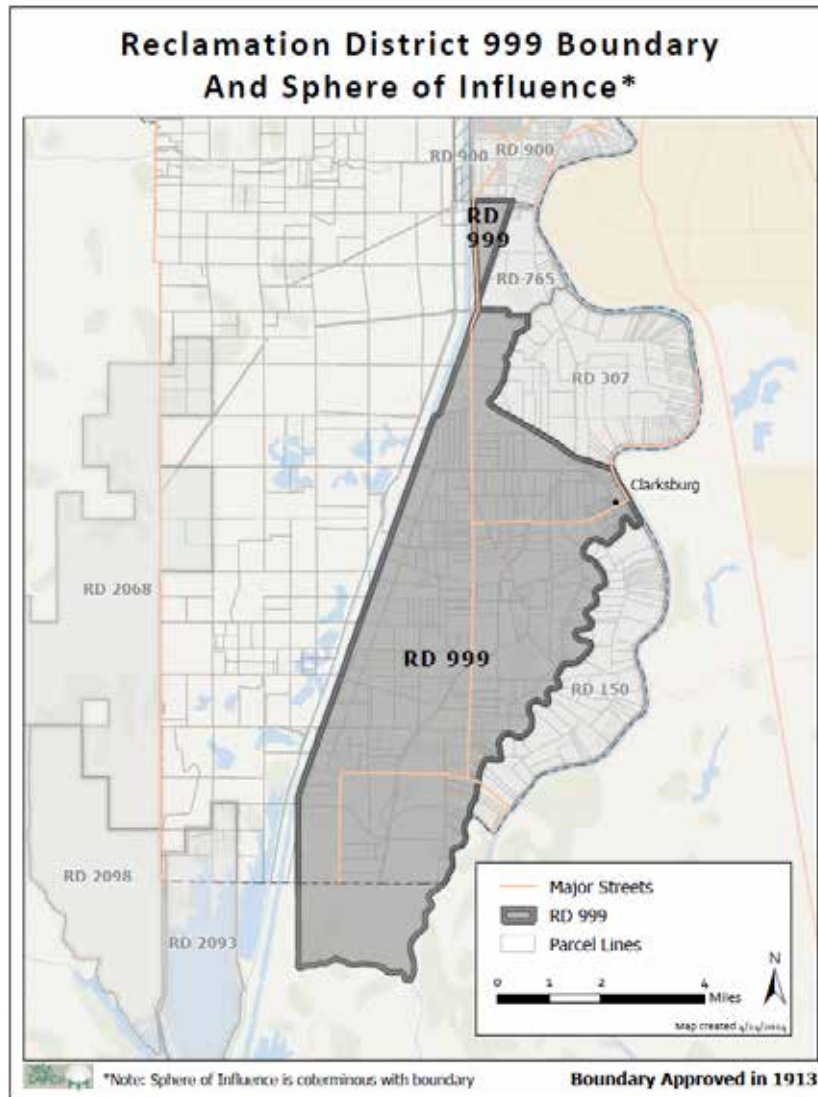 Reclamation District 999 Boundary
And Sphere of Influence*
RD 900
RD 900
RD
999
RD 765
RD 307
Clarksburg
RD 2068
RD 999
RD 150
RD 2098
RD 2093
Major Streets
RD 999
Parcel Lines
N
0 1 2 4
Miles
Map created
*Note: Sphere of Influence is coterminous with boundary
Boundary Approved in 1913